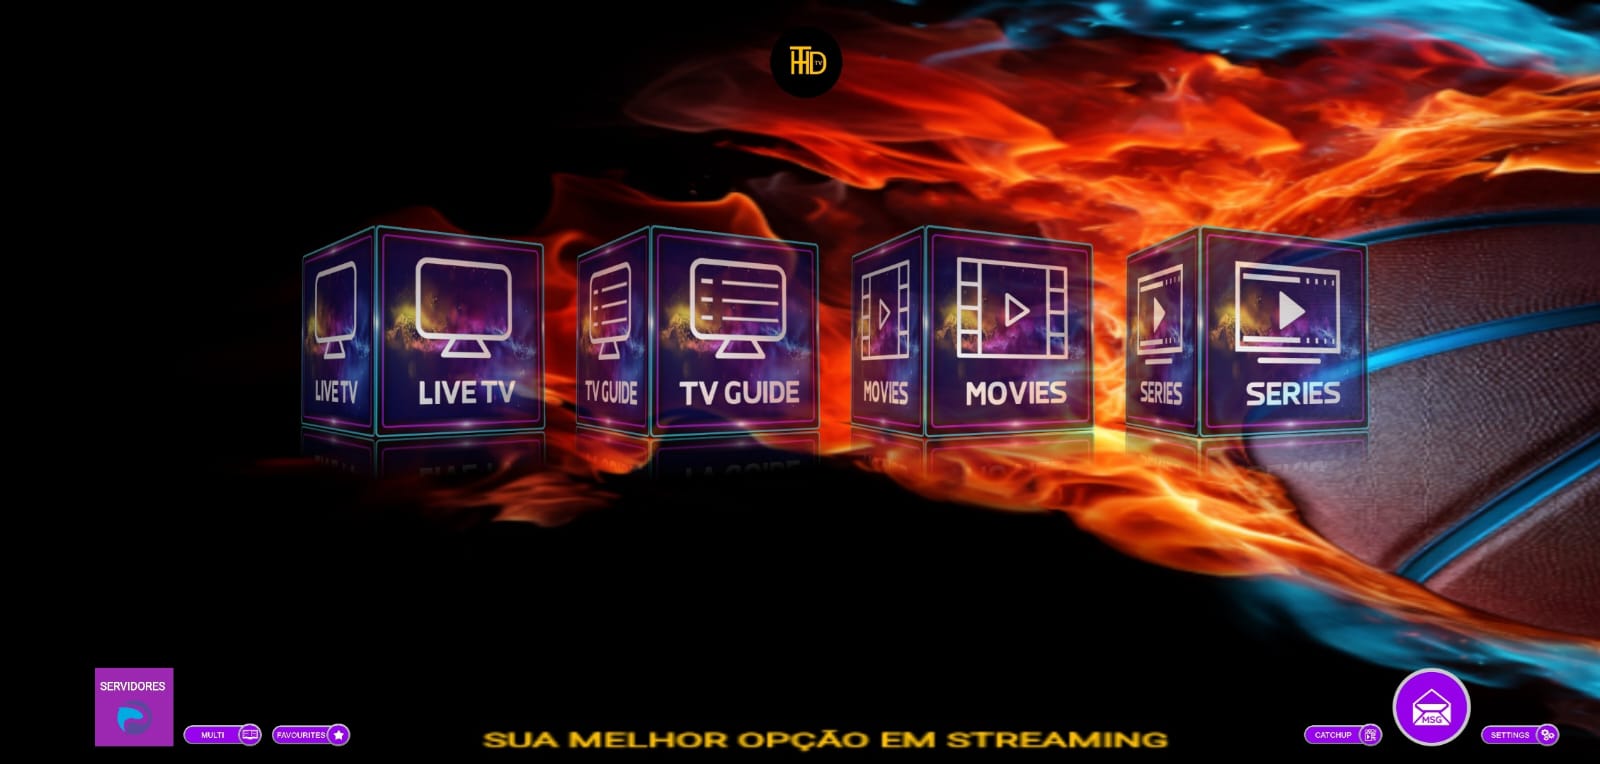 THD TV
LIVE TV
LIVE TV
TV GUIDE
TV GUIDE
MOVIES
MOVIES
SERIES
SERIES
SERVIDORES
MULTI
FAVOURITES
SUA MELHOR OPÇÃO EM STREAMING
CATCHUP
MSG
SETTINGS